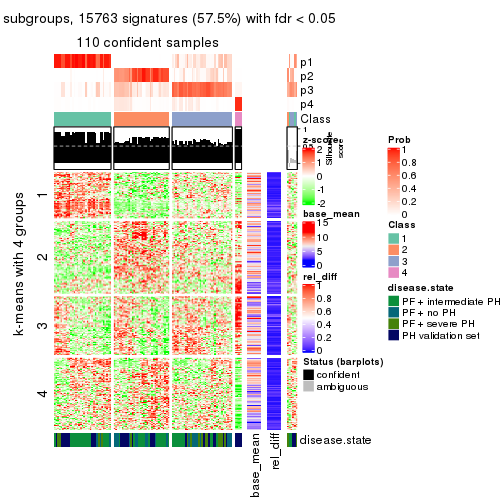 subgroups, 15763 signatures (57.5%) with fdr < 0.05
110 confident samples
p1
p2
p3
p4
Class
1
0.5
0
Silhouette
score
k-means with 4 groups
1
2
3
4
z-score
2
1
0
-1
-2
base_mean
15
10
5
0
rel_diff
1
0.8
0.6
0.4
0.2
0
Status (barplots)
confident
ambiguous
Prob
1
0.8
0.6
0.4
0.2
0
Class
1
2
3
4
disease.state
PF+ intermediate PH
PF+ no PH
PF+ severe PH
PH validation set
disease.state
base_mean
rel_diff